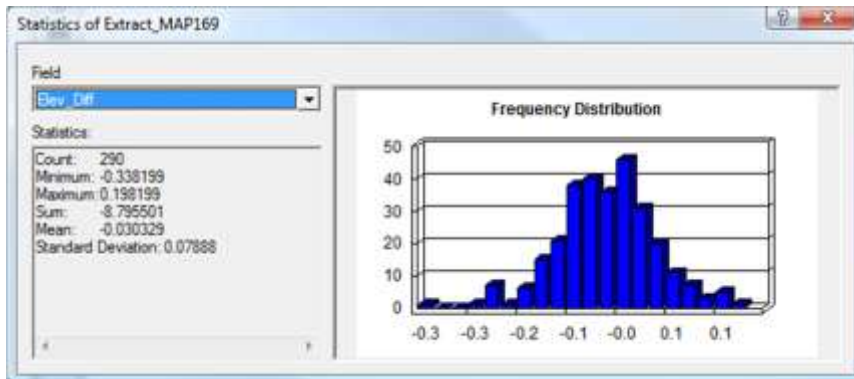 Statistics of Extract_MAP169
Field
Elev_Diff
Statistics:
Count: 290
Minimum: -0.338199
Maximum: 0.198199
Sum: -8.795501
Mean: -0.030329
Standard Deviation: 0.07888
Frequency Distribution
50
40
30
20
10
0
-0.3 -0.3 -0.2 -0.1 -0.0 0.1 0.1